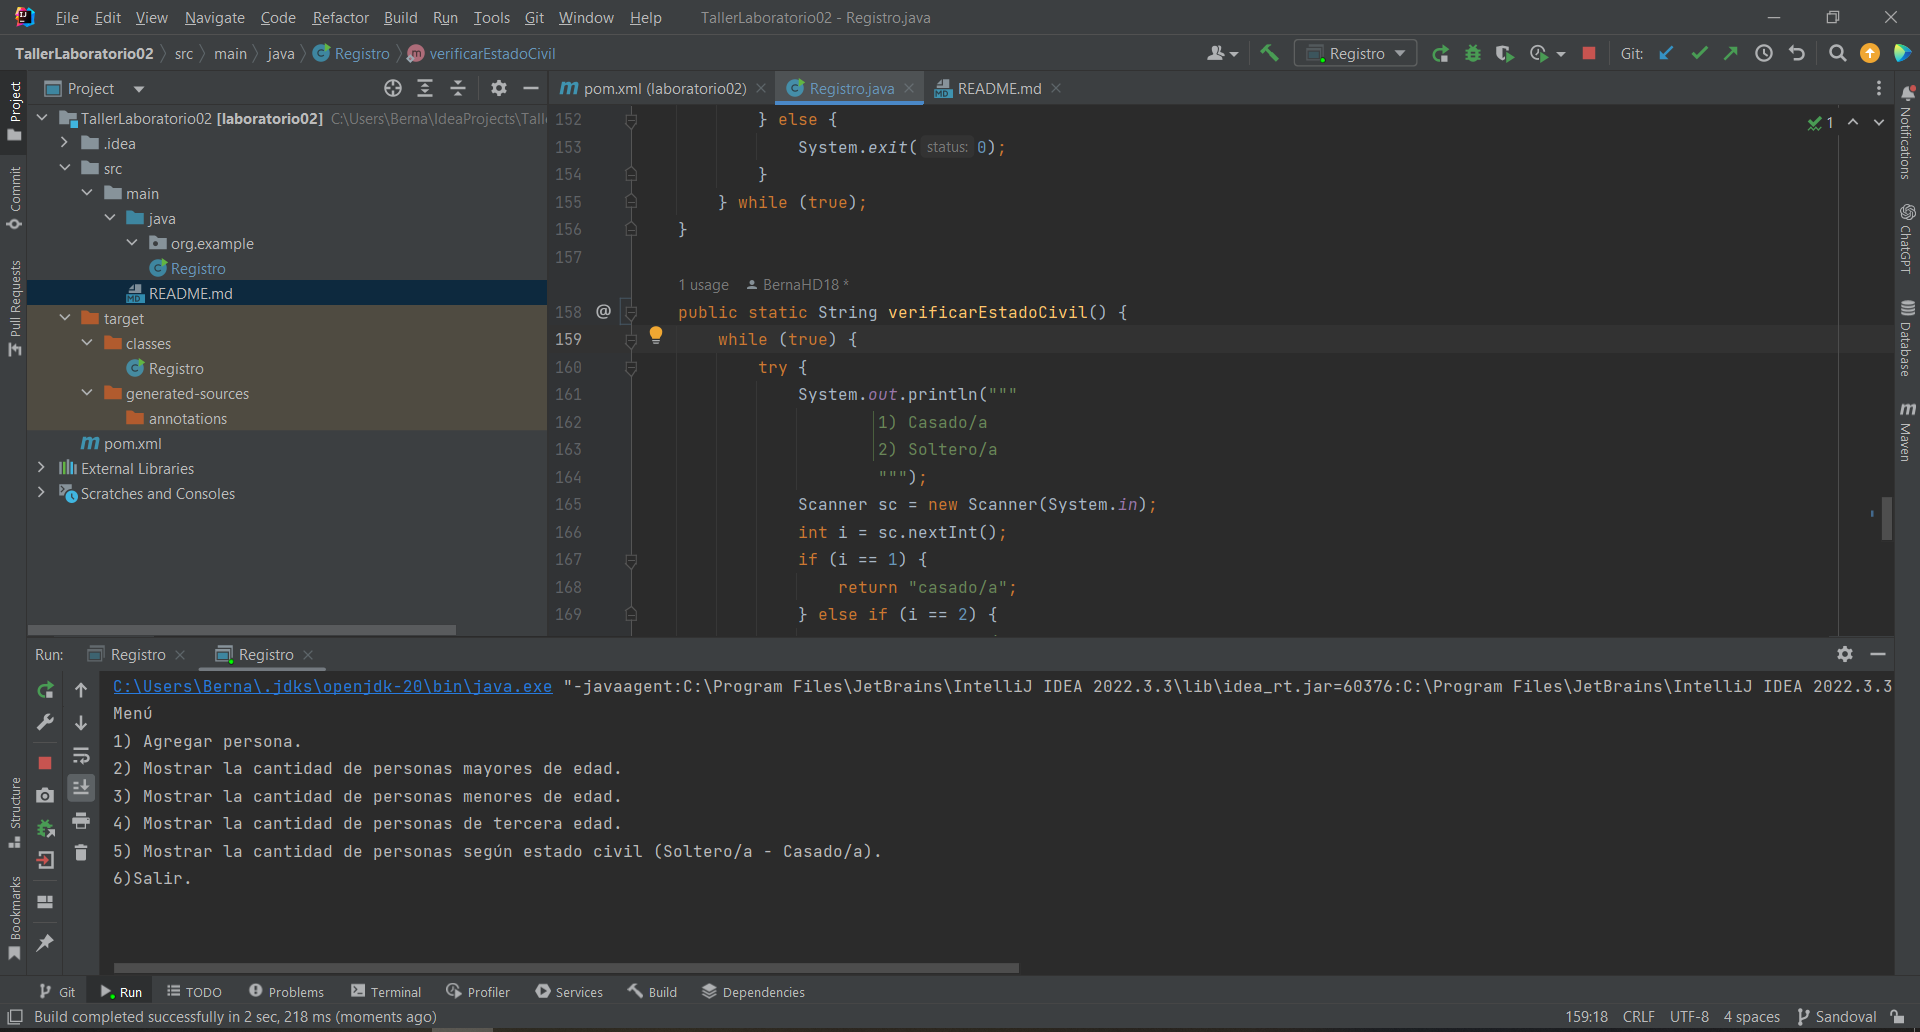 File Edit View Navigate Code Refactor Build Run Tools Git Window Help TallerLaboratorio02 - Registro.java
TallerLaboratorio02 src main java Registro verificarEstadoCivil Registro Git:
Project
pom.xml (laboratorio02) Registro.java README.md
TallerLaboratorio02 [laboratorio02] C:\Users\Berna\IdeaProjects\Tall
.idea
src
main
java
org.example
Registro
README.md
target
classes
Registro
generated-sources
annotations
pom.xml
External Libraries
Scratches and Consoles
Project
Commit
Pull Requests
Structure
Bookmarks
1
152 } else {
153 System.exit( status: 0);
154 }
155 } while (true);
156 }
157
1 usage BernaHD18 *
158 @ public static String verificarEstadoCivil() {
159 while (true) {
160 try {
161 System.out.println("""
162 1) Casado/a
163 2) Soltero/a
164 """);
165 Scanner sc = new Scanner(System.in);
166 int i = sc.nextInt();
167 if (i == 1) {
168 return "casado/a";
169 } else if (i == 2) {
Notifications
ChatGPT
Database
Maven
Run: Registro Registro
C:\Users\Berna\.jdks\openjdk-20\bin\java.exe "-javaagent:C:\Program Files\JetBrains\IntelliJ IDEA 2022.3.3\lib\idea_rt.jar=60376:C:\Program Files\JetBrains\IntelliJ IDEA 2022.3.3
Menú
1) Agregar persona.
2) Mostrar la cantidad de personas mayores de edad.
3) Mostrar la cantidad de personas menores de edad.
4) Mostrar la cantidad de personas de tercera edad.
5) Mostrar la cantidad de personas según estado civil (Soltero/a - Casado/a).
6)Salir.
Git Run TODO Problems Terminal Profiler Services Build Dependencies
Build completed successfully in 2 sec, 218 ms (moments ago) 159:18 CRLF UTF-8 4 spaces Sandoval